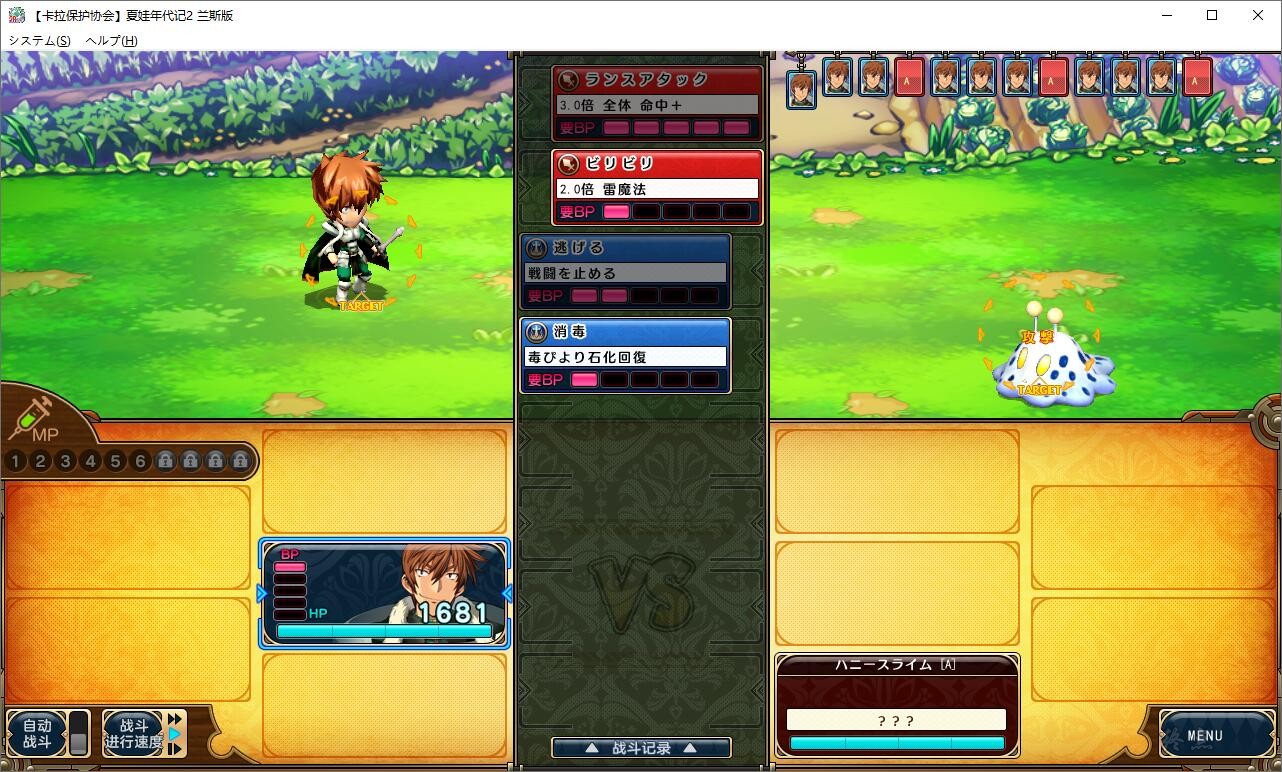 【卡拉保护协会】夏娃年代记2 兰斯版
システム(S) ヘルプ(H)
ランスアタック
3.0倍 全体 命中＋
要BP
ビリビリ
2.0倍 雷魔法
要BP
逃げる
戦闘を止める
要BP
消毒
毒ぴより石化回復
要BP
A
A
A
TARGET
攻撃
TARGET
MP
1 2 3 4 5 6
BP
HP
1681
VS
ハニースライム [A]
？？？
自动
战斗
战斗
进行速度
▲ 战斗记录 ▲
MENU